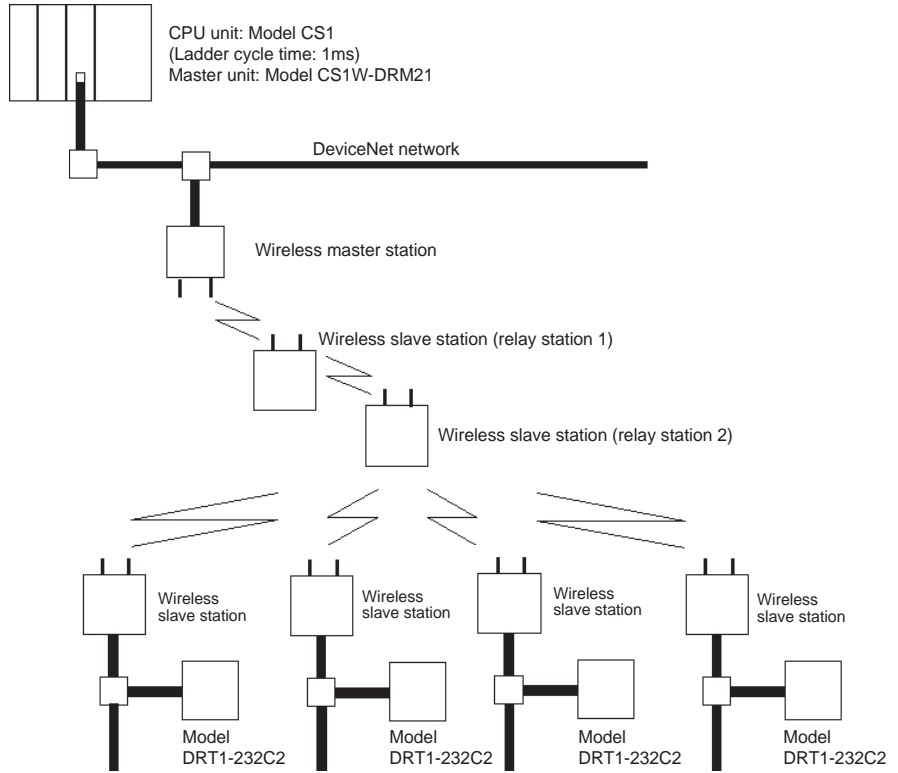 CPU unit: Model CS1
(Ladder cycle time: 1ms)
Master unit: Model CS1W-DRM21
DeviceNet network
Wireless master station
Wireless slave station (relay station 1)
Wireless slave station (relay station 2)
Wireless
slave station
Wireless
slave station
Wireless
slave station
Wireless
slave station
Model
DRT1-232C2
Model
DRT1-232C2
Model
DRT1-232C2
Model
DRT1-232C2